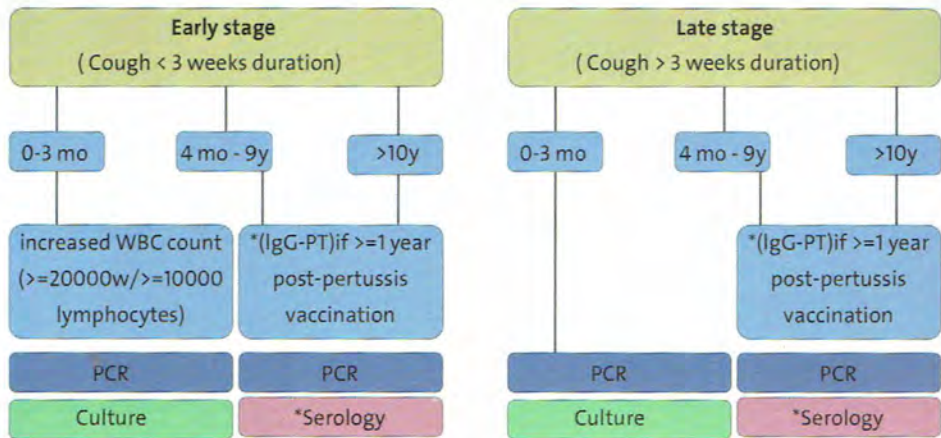 Early stage
( Cough < 3 weeks duration)
0-3 mo
4 mo - 9y
>10y
increased WBC count
(>=20000w/>=10000
lymphocytes)
*(IgG-PT)if >=1 year
post-pertussis
vaccination
PCR
PCR
Culture
*Serology
Late stage
( Cough > 3 weeks duration)
0-3 mo
4 mo - 9y
>10y
*(IgG-PT)if >=1 year
post-pertussis
vaccination
PCR
PCR
Culture
*Serology